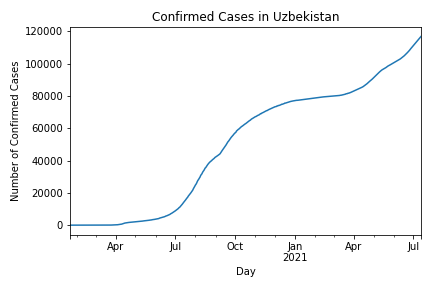 Confirmed Cases in Uzbekistan
120000
100000
80000
60000
40000
20000
0
Number of Confirmed Cases
Apr Jul Oct Jan Apr Jul
2021
Day